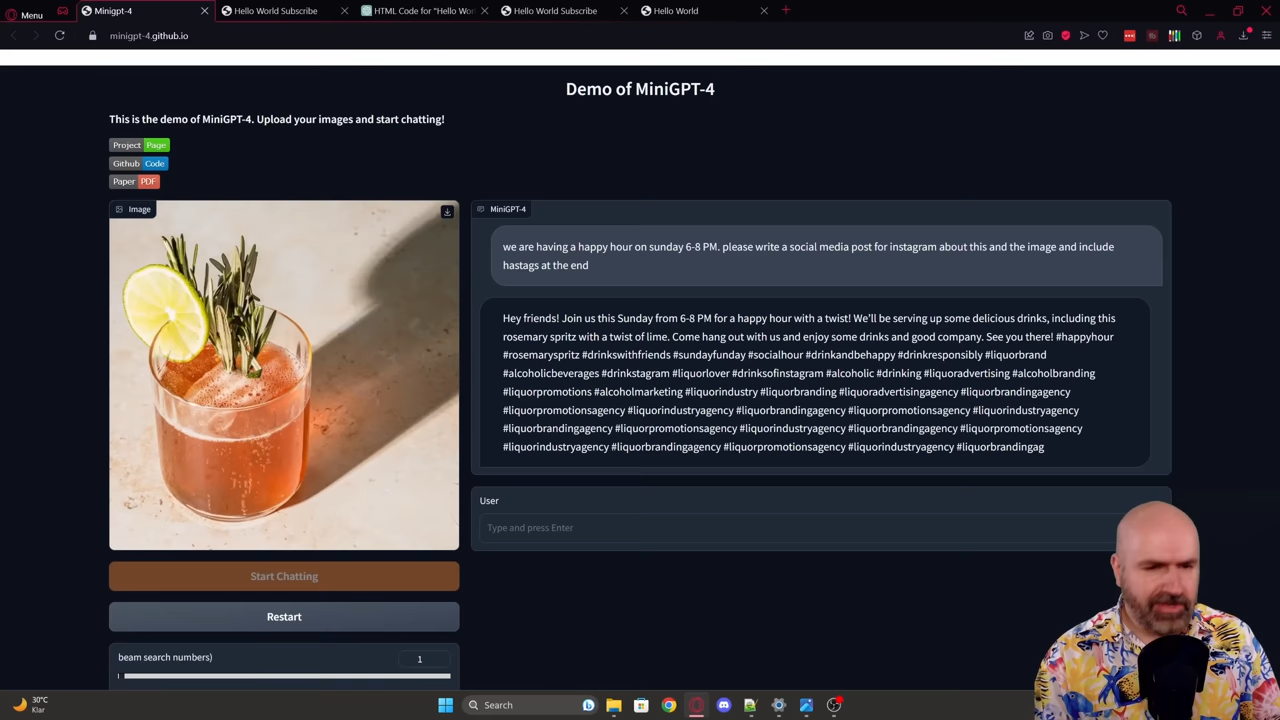 Menu
Minigpt-4
Hello World Subscribe
HTML Code for "Hello Wor
Hello World Subscribe
Hello World
minigpt-4.github.io
Demo of MiniGPT-4
This is the demo of MiniGPT-4. Upload your images and start chatting!
Project Page
Github Code
Paper PDF
Image
MiniGPT-4
we are having a happy hour on sunday 6-8 PM. please write a social media post for instagram about this and the image and include
hastags at the end
Hey friends! Join us this Sunday from 6-8 PM for a happy hour with a twist! We'll be serving up some delicious drinks, including this
rosemary spritz with a twist of lime. Come hang out with us and enjoy some drinks and good company. See you there! #happyhour
#rosemaryspritz #drinkswithfriends #sundayfunday #socialhour #drinkandbehappy #drinkresponsibly #liquorbrand
#alcoholicbeverages #drinkstagram #liquorlover #drinksofinstagram #alcoholic #drinking #liquoradvertising #alcoholbranding
#liquorpromotions #alcoholmarketing #liquorindustry #liquorbranding #liquoradvertisingagency #liquorbrandingagency
#liquorpromotionsagency #liquorindustryagency #liquorbrandingagency #liquorpromotionsagency #liquorindustryagency
#liquorbrandingagency #liquorpromotionsagency #liquorindustryagency #liquorbrandingagency #liquorpromotionsagency
#liquorindustryagency #liquorbrandingagency #liquorpromotionsagency #liquorindustryagency #liquorbrandingag
User
Type and press Enter
Start Chatting
Restart
beam search numbers)
1
30°C
Klar
Search